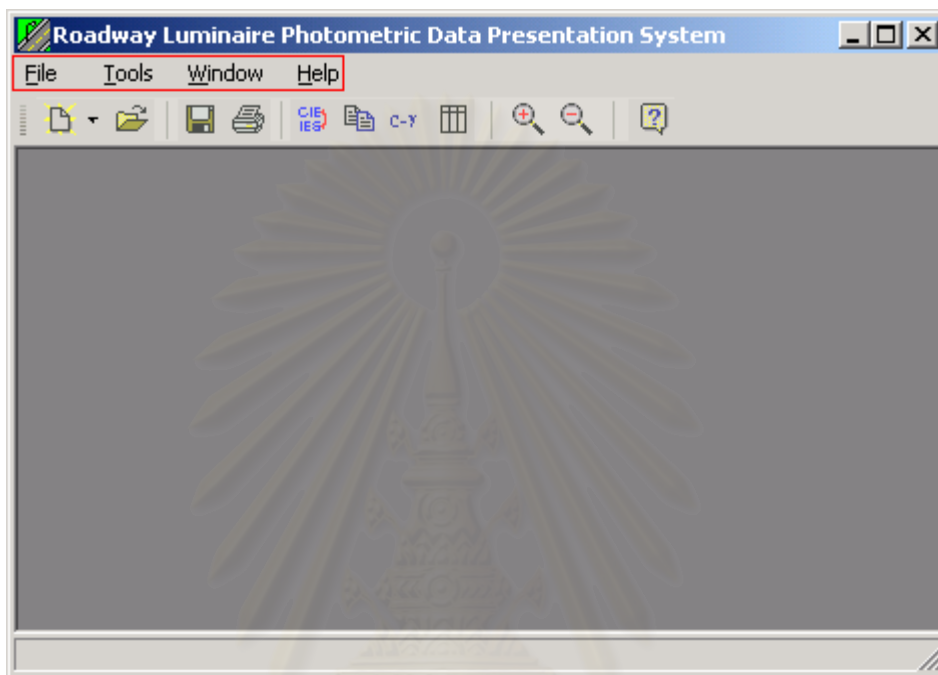 Roadway Luminaire Photometric Data Presentation System
File Tools Window Help
CIE
IES
C-γ